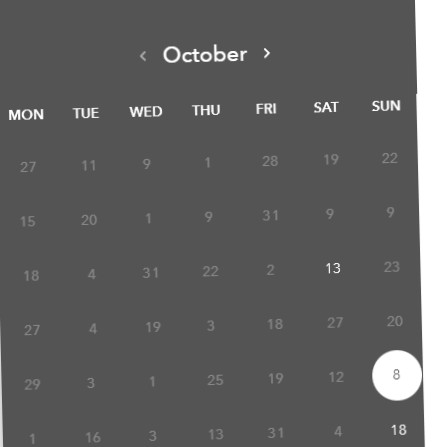 ‹ October ›
MON TUE WED THU FRI SAT SUN
27 11 9 1 28 19 22
15 20 1 9 31 9 9
18 4 31 22 2 13 23
27 4 19 3 18 27 20
29 3 1 25 19 12 8
1 16 3 13 31 4 18